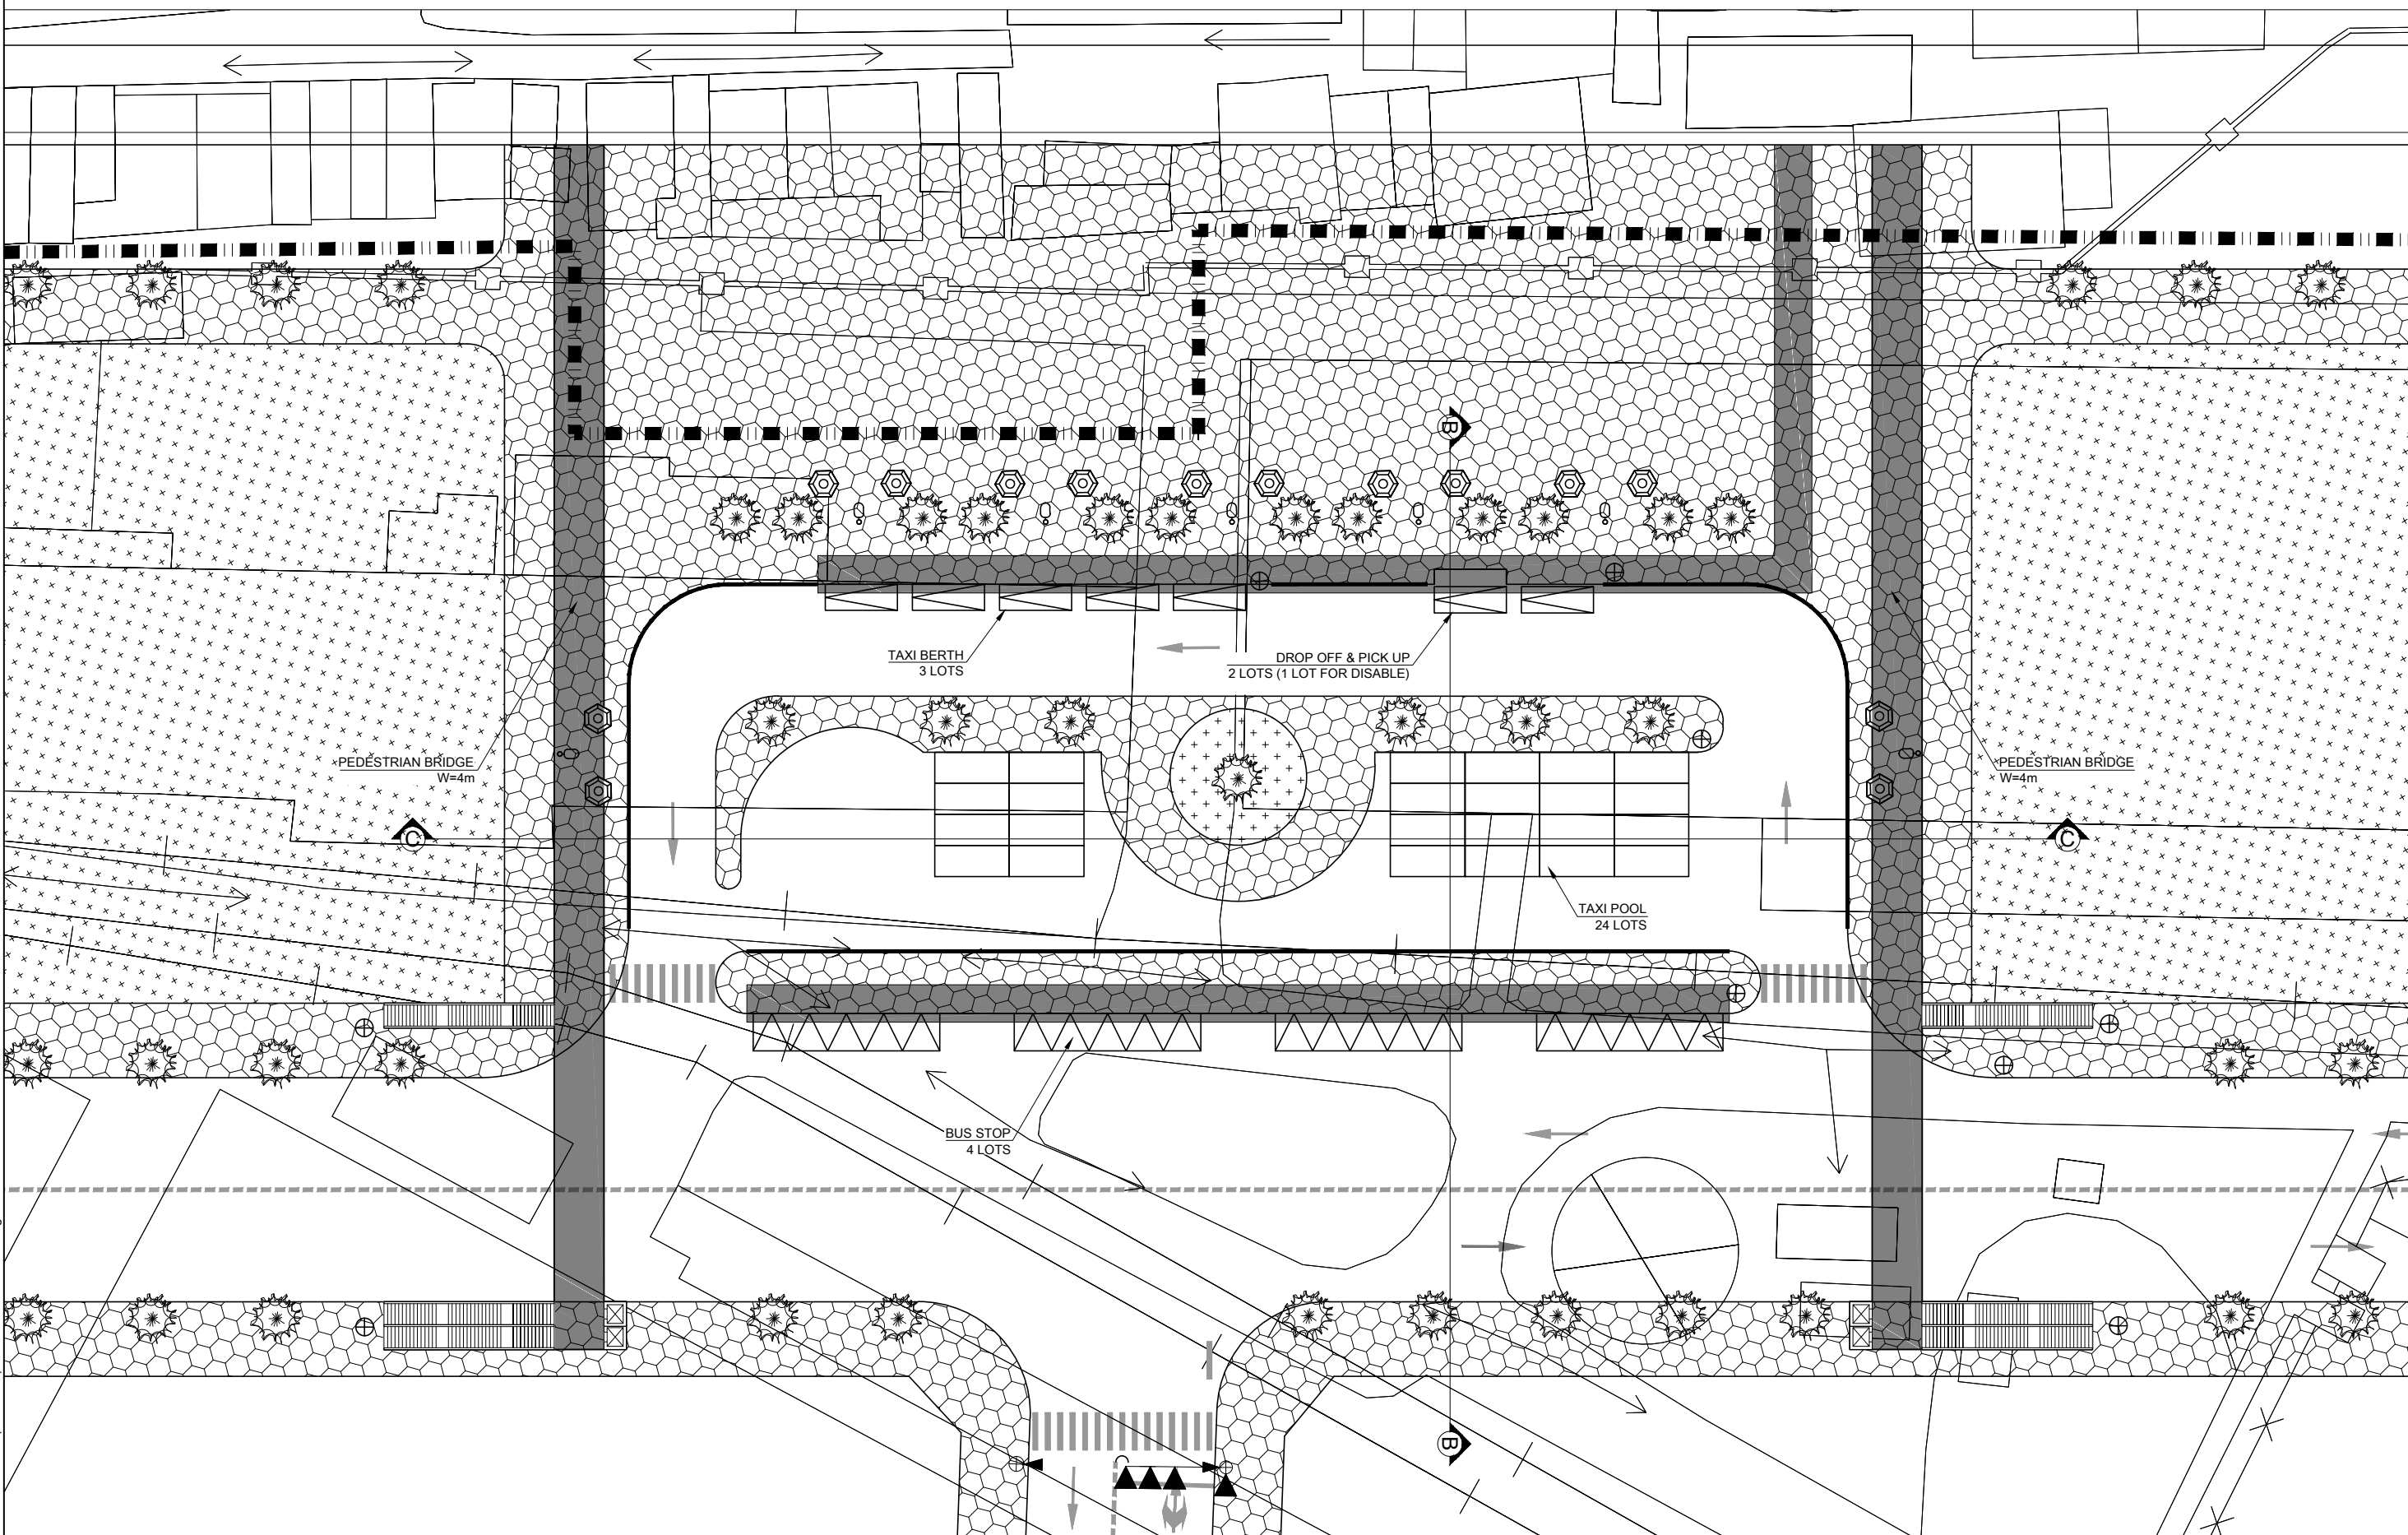 B
TAXI BERTH
3 LOTS
DROP OFF & PICK UP
2 LOTS (1 LOT FOR DISABLE)
PEDESTRIAN BRIDGE
W=4m
PEDESTRIAN BRIDGE
W=4m
C
C
TAXI POOL
24 LOTS
BUS STOP
4 LOTS
B